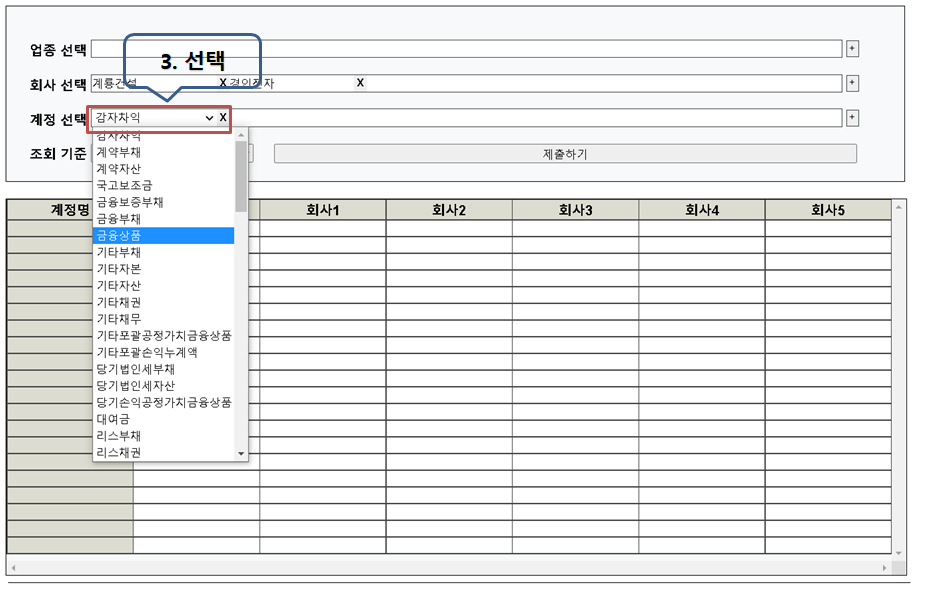 업종 선택 +
3. 선택
회사 선택 계룡건설 X 경인전자 X +
계정 선택 감자차익 X +
감자차익
조회 기준 제출하기
계약부채
계약자산
국고보조금
금융보증부채
금융부채
금융상품
기타부채
기타자본
기타자산
기타채권
기타채무
기타포괄공정가치금융상품
기타포괄손익누계액
당기법인세부채
당기법인세자산
당기손익공정가치금융상품
대여금
리스부채
리스채권
계정명 회사1 회사2 회사3 회사4 회사5